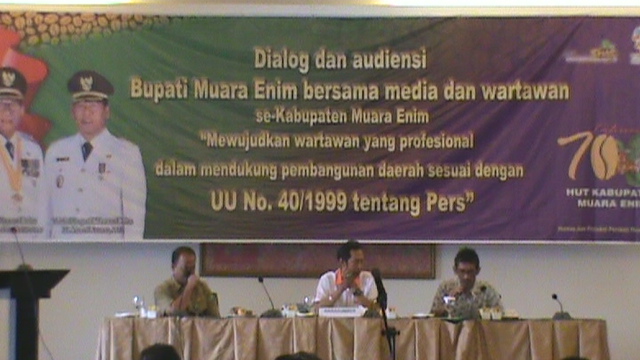 Dialog dan audiensi
Bupati Muara Enim bersama media dan wartawan
se-Kabupaten Muara Enim
"Mewujudkan wartawan yang profesional
dalam mendukung pembangunan daerah sesuai dengan
UU No. 40/1999 tentang Pers"
70
HUT KABUPAT
MUARA ENI